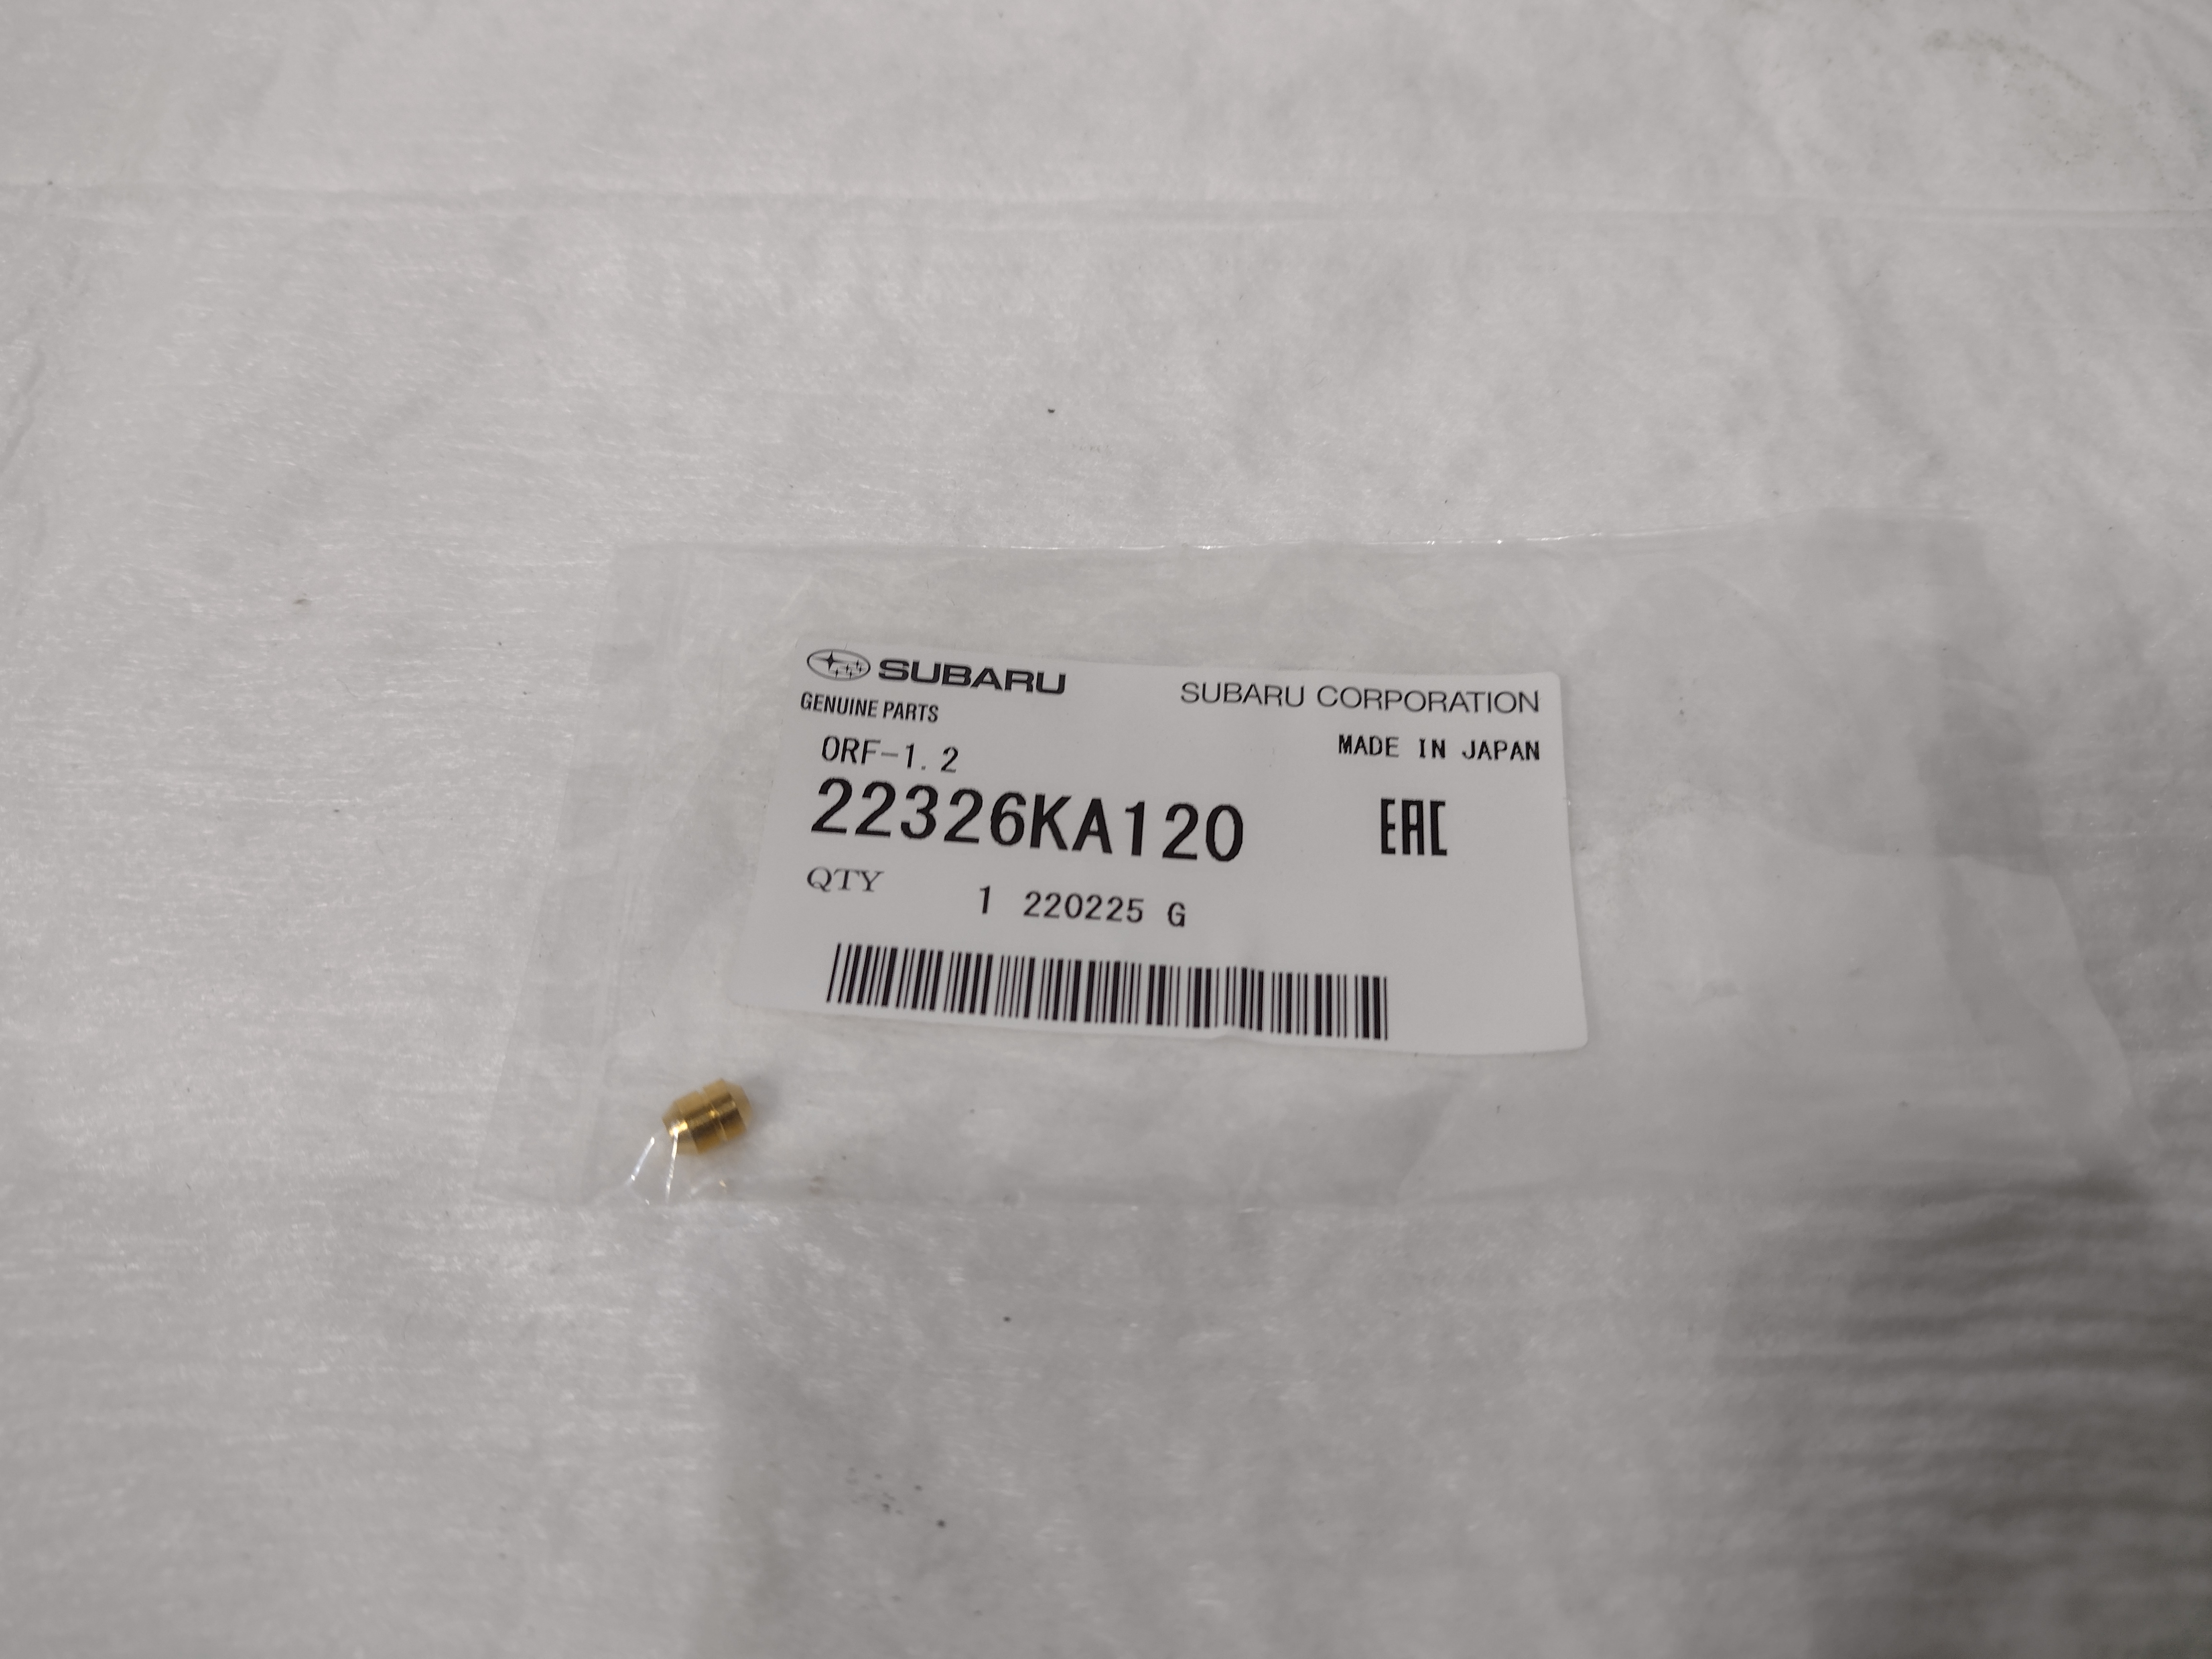 SUBARU
SUBARU CORPORATION
GENUINE PARTS
ORF-1.2
MADE IN JAPAN
22326KA120
EAC
QTY 1 220225 G